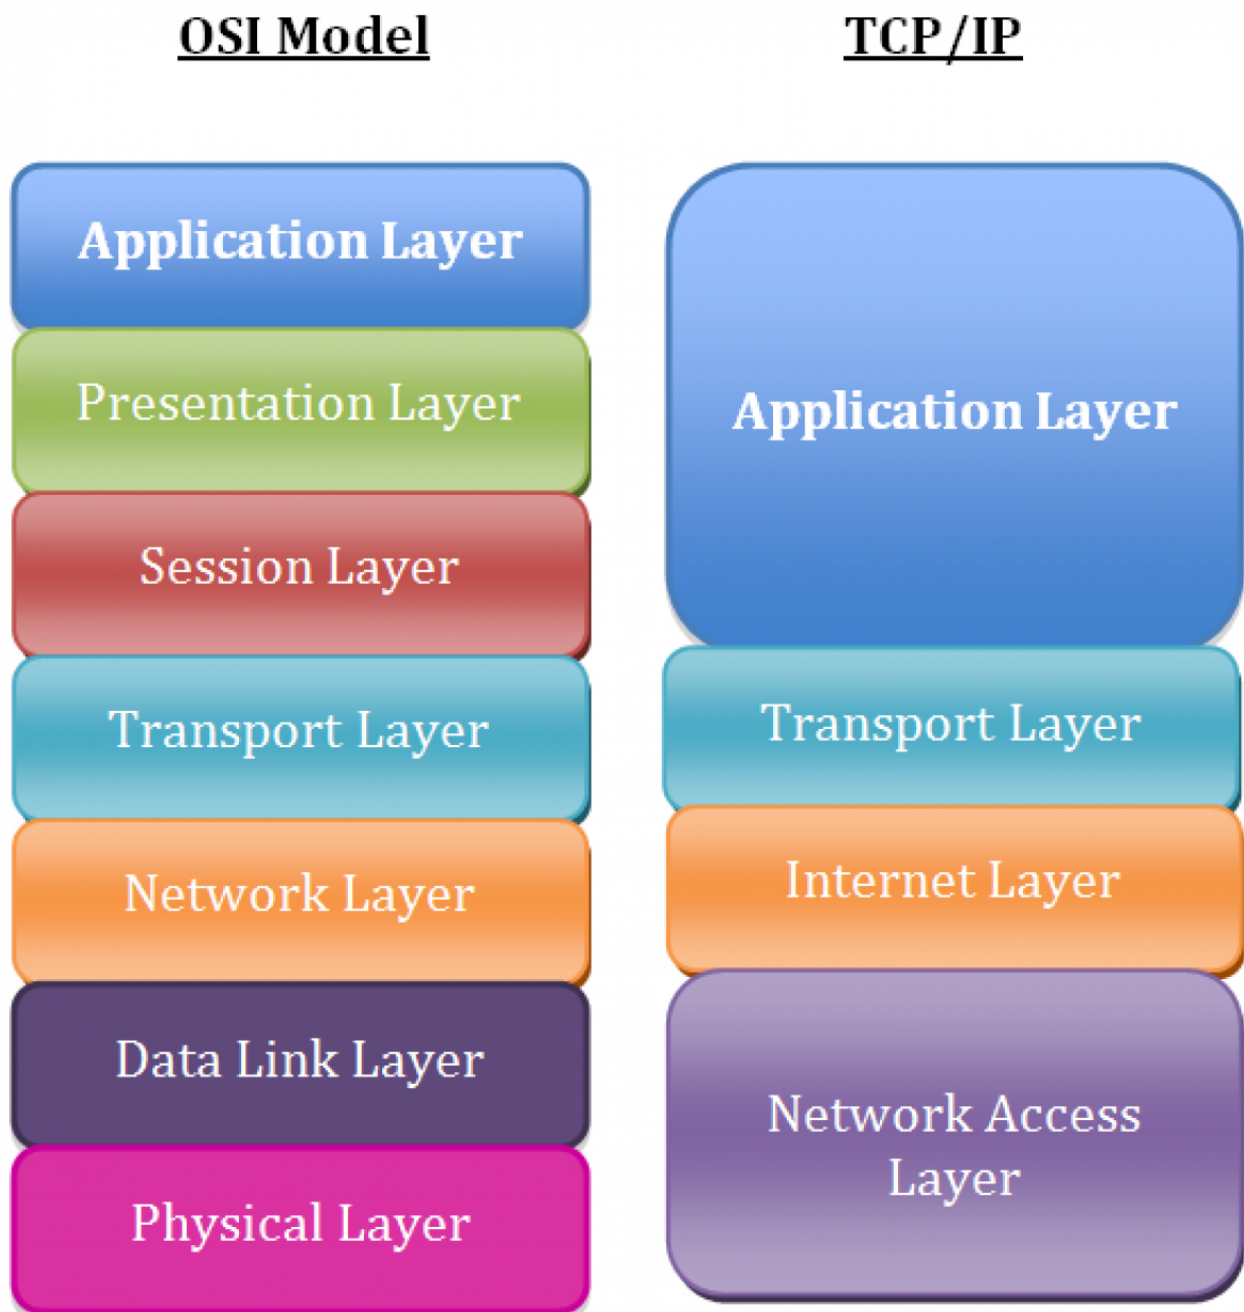 OSI Model
TCP/IP
Application Layer
Presentation Layer
Session Layer
Transport Layer
Network Layer
Data Link Layer
Physical Layer
Application Layer
Transport Layer
Internet Layer
Network Access
Layer